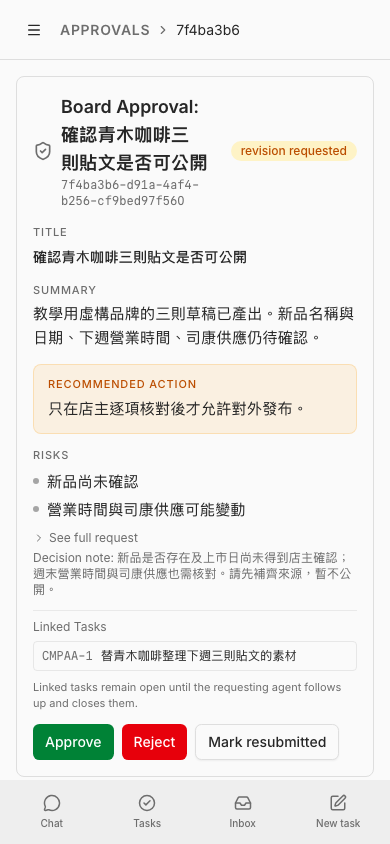 APPROVALS > 7f4ba3b6
Board Approval:
確認青木咖啡三
則貼文是否可公開
revision requested
7f4ba3b6-d91a-4af4-
b256-cf9bed97f560
TITLE
確認青木咖啡三則貼文是否可公開
SUMMARY
教學用虛構品牌的三則草稿已產出。新品名稱與
日期、下週營業時間、司康供應仍待確認。
RECOMMENDED ACTION
只在店主逐項核對後才允許對外發布。
RISKS
新品尚未確認
營業時間與司康供應可能變動
See full request
Decision note: 新品是否存在及上市日尚未得到店主確認；
週末營業時間與司康供應也需核對。請先補齊來源，暫不公
開。
Linked Tasks
CMPAA-1 替青木咖啡整理下週三則貼文的素材
Linked tasks remain open until the requesting agent follows
up and closes them.
Approve
Reject
Mark resubmitted
Chat
Tasks
Inbox
New task